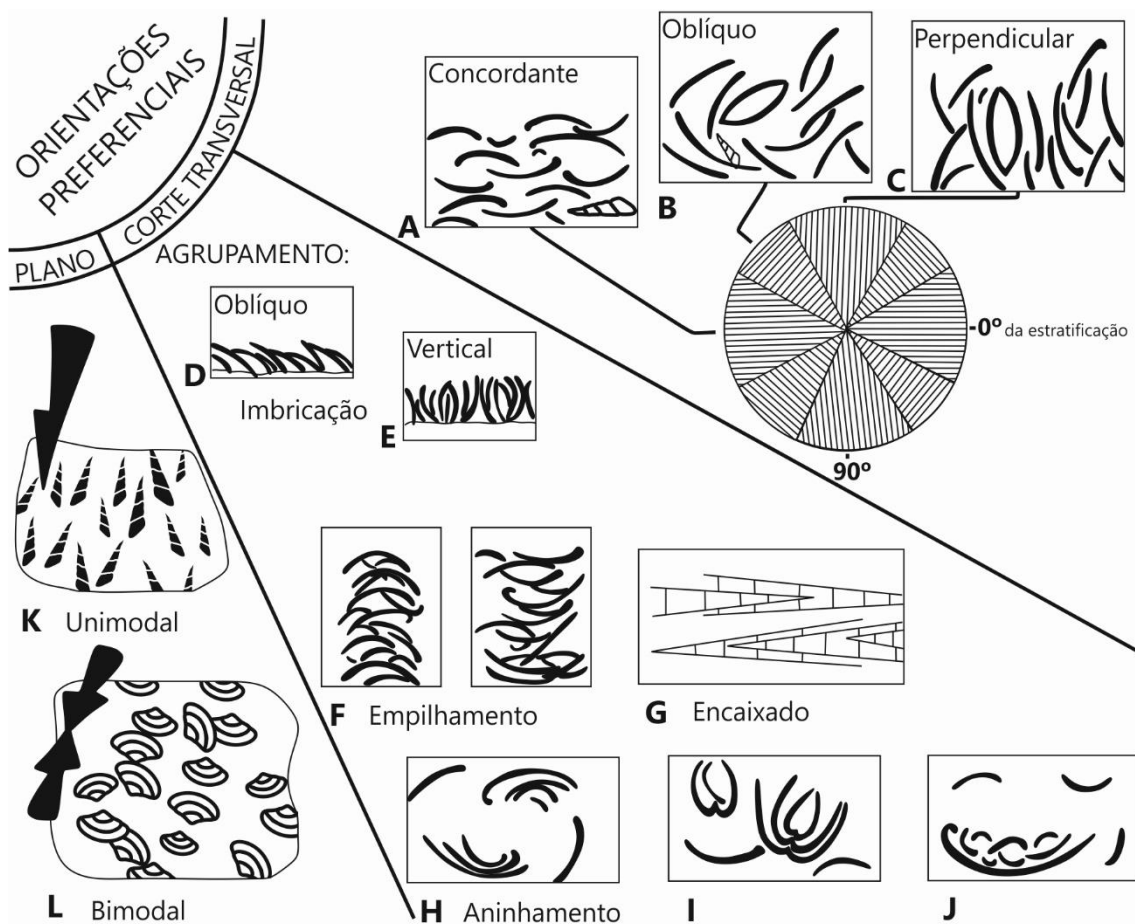 ORIENTAÇÕES
PREFERENCIAIS
PLANO
CORTE TRANSVERSAL
Concordante
A
Oblíquo
B
Perpendicular
C
-0º da estratificação
90º
AGRUPAMENTO:
Oblíquo
D
Imbricação
Vertical
E
K Unimodal
F Empilhamento
G Encaixado
L Bimodal
H Aninhamento
I
J